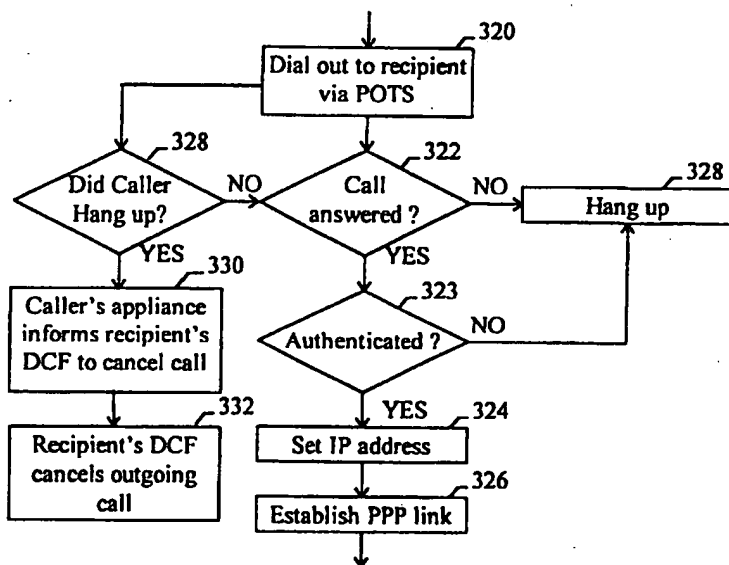 320
Dial out to recipient
via POTS
328
Did Caller
Hang up?
NO
YES
322
Call
answered ?
NO
YES
328
Hang up
330
Caller's appliance
informs recipient's
DCF to cancel call
323
Authenticated ?
NO
YES
332
Recipient's DCF
cancels outgoing
call
324
Set IP address
326
Establish PPP link